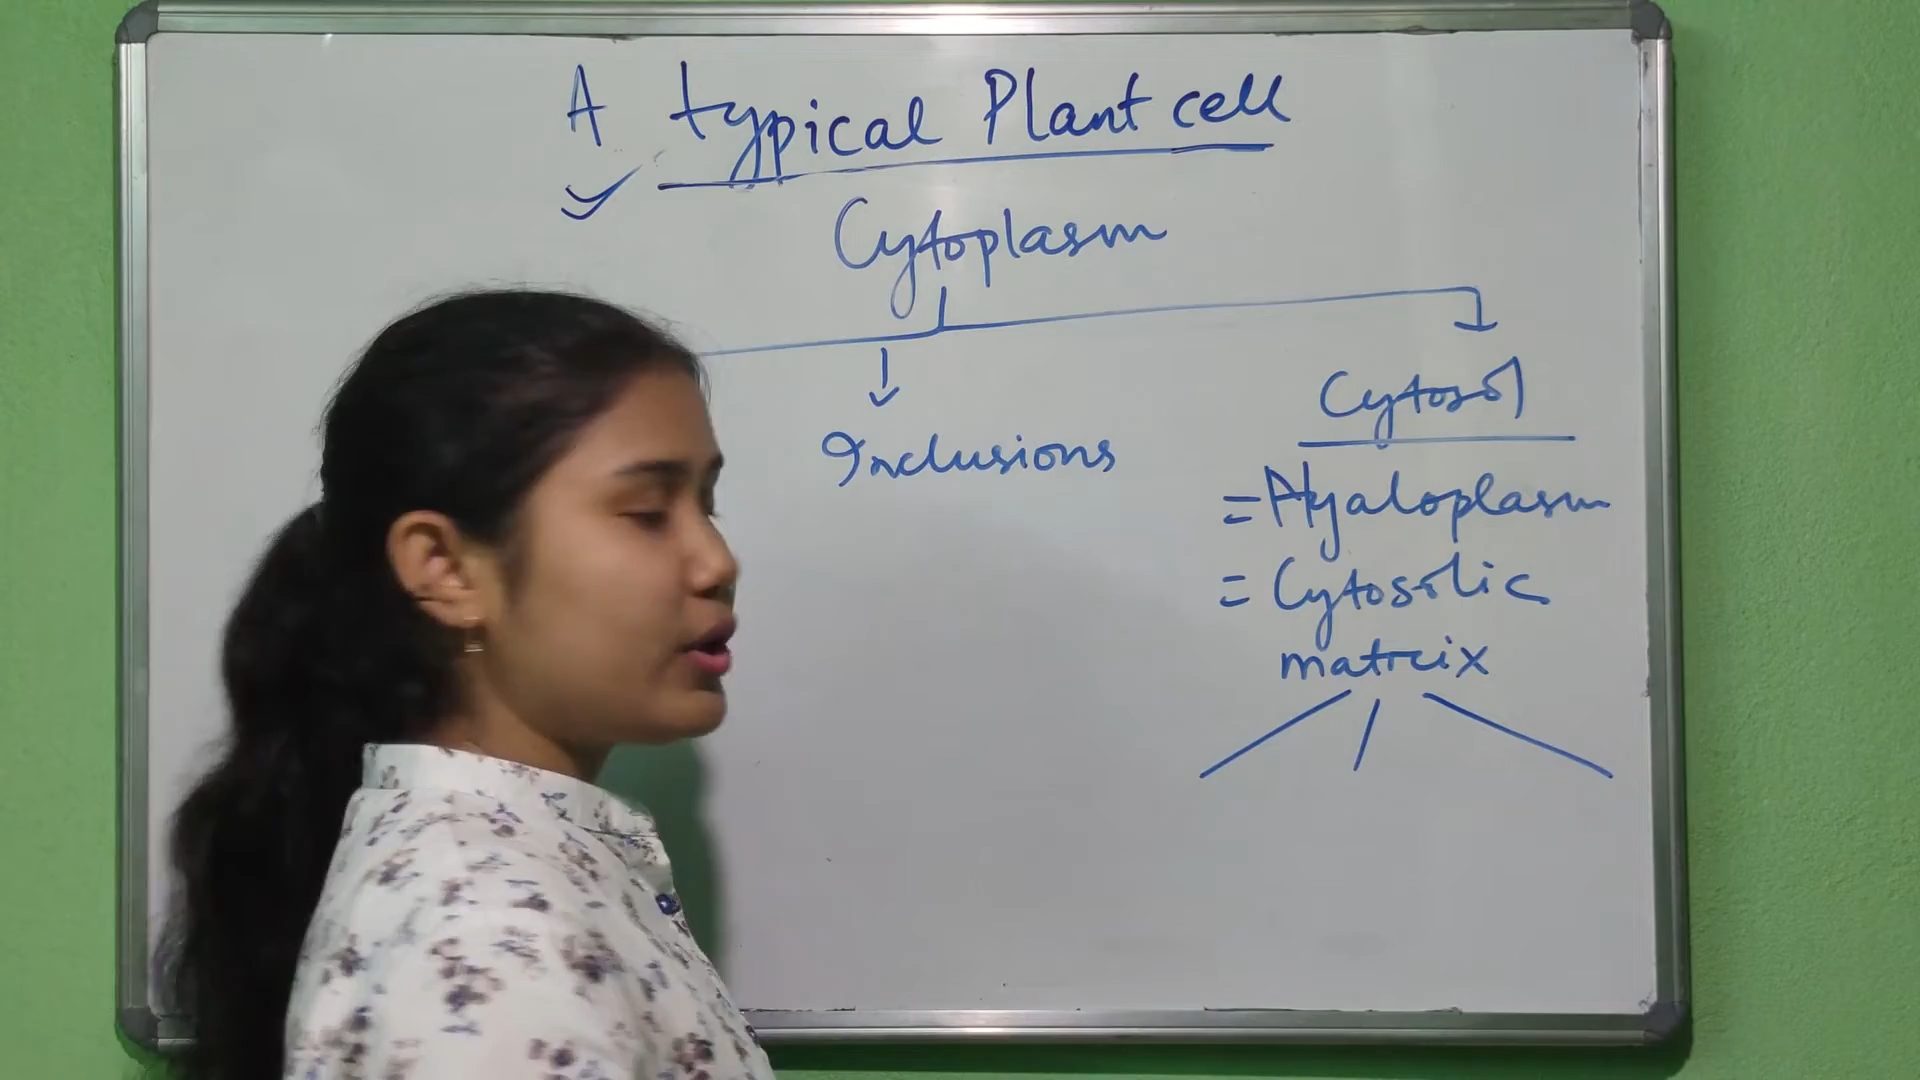 A typical Plant cell
Cytoplasm
Inclusions
Cytosol
= Hyaloplasm
= Cytosolic
matrix